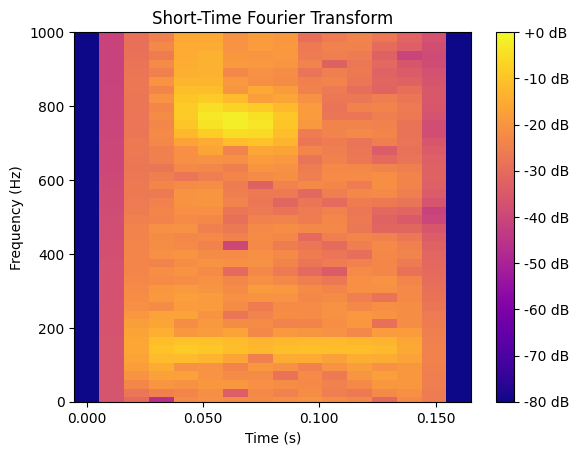 Short-Time Fourier Transform
1000
800
600
400
200
0
Frequency (Hz)
0.000
0.050
0.100
0.150
Time (s)
+0 dB
-10 dB
-20 dB
-30 dB
-40 dB
-50 dB
-60 dB
-70 dB
-80 dB